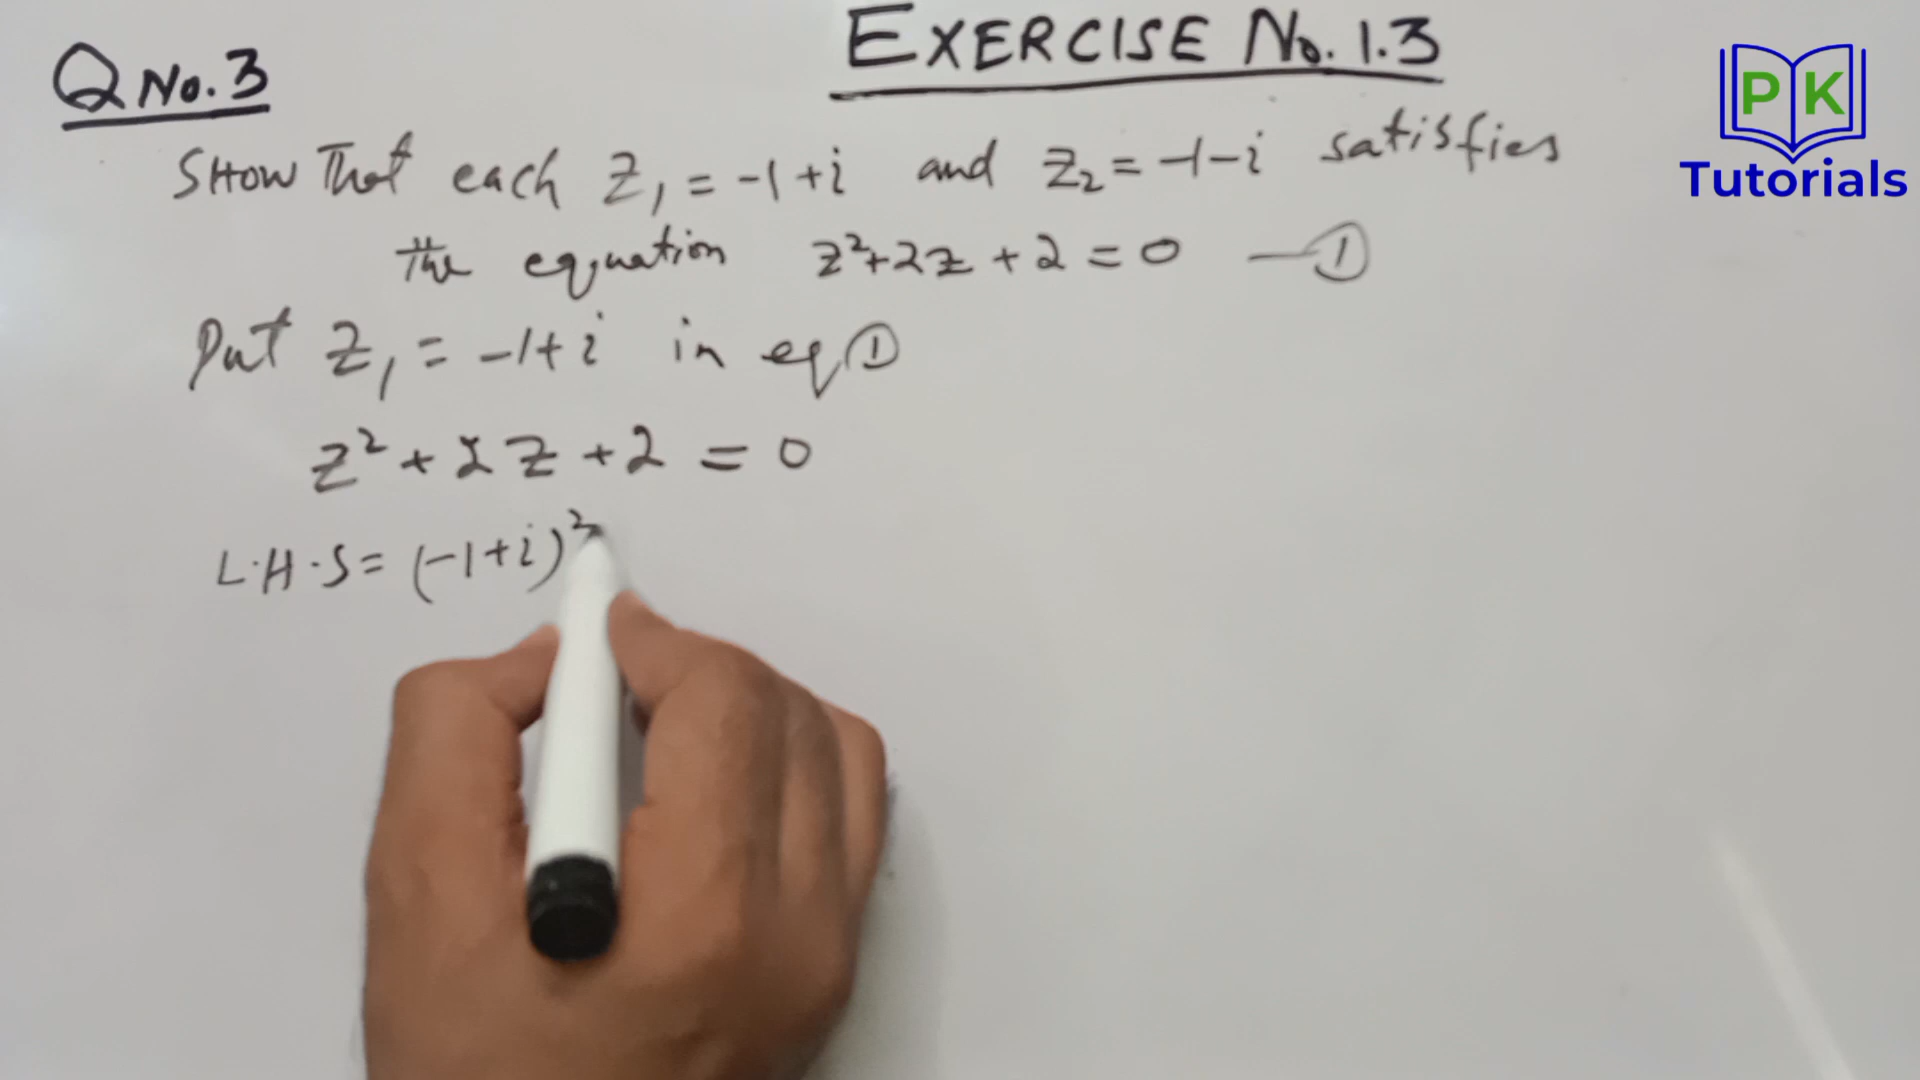 EXERCISE No. 1.3
Q No. 3
P K
Tutorials
SHOW That each Z₁ = -1+i and Z₂ = -1-i satisfies
The equation z²+2z+2=0 —①
Put Z₁ = -1+i in eq ①
z² + 2z + 2 = 0
L.H.S = (-1+i)²